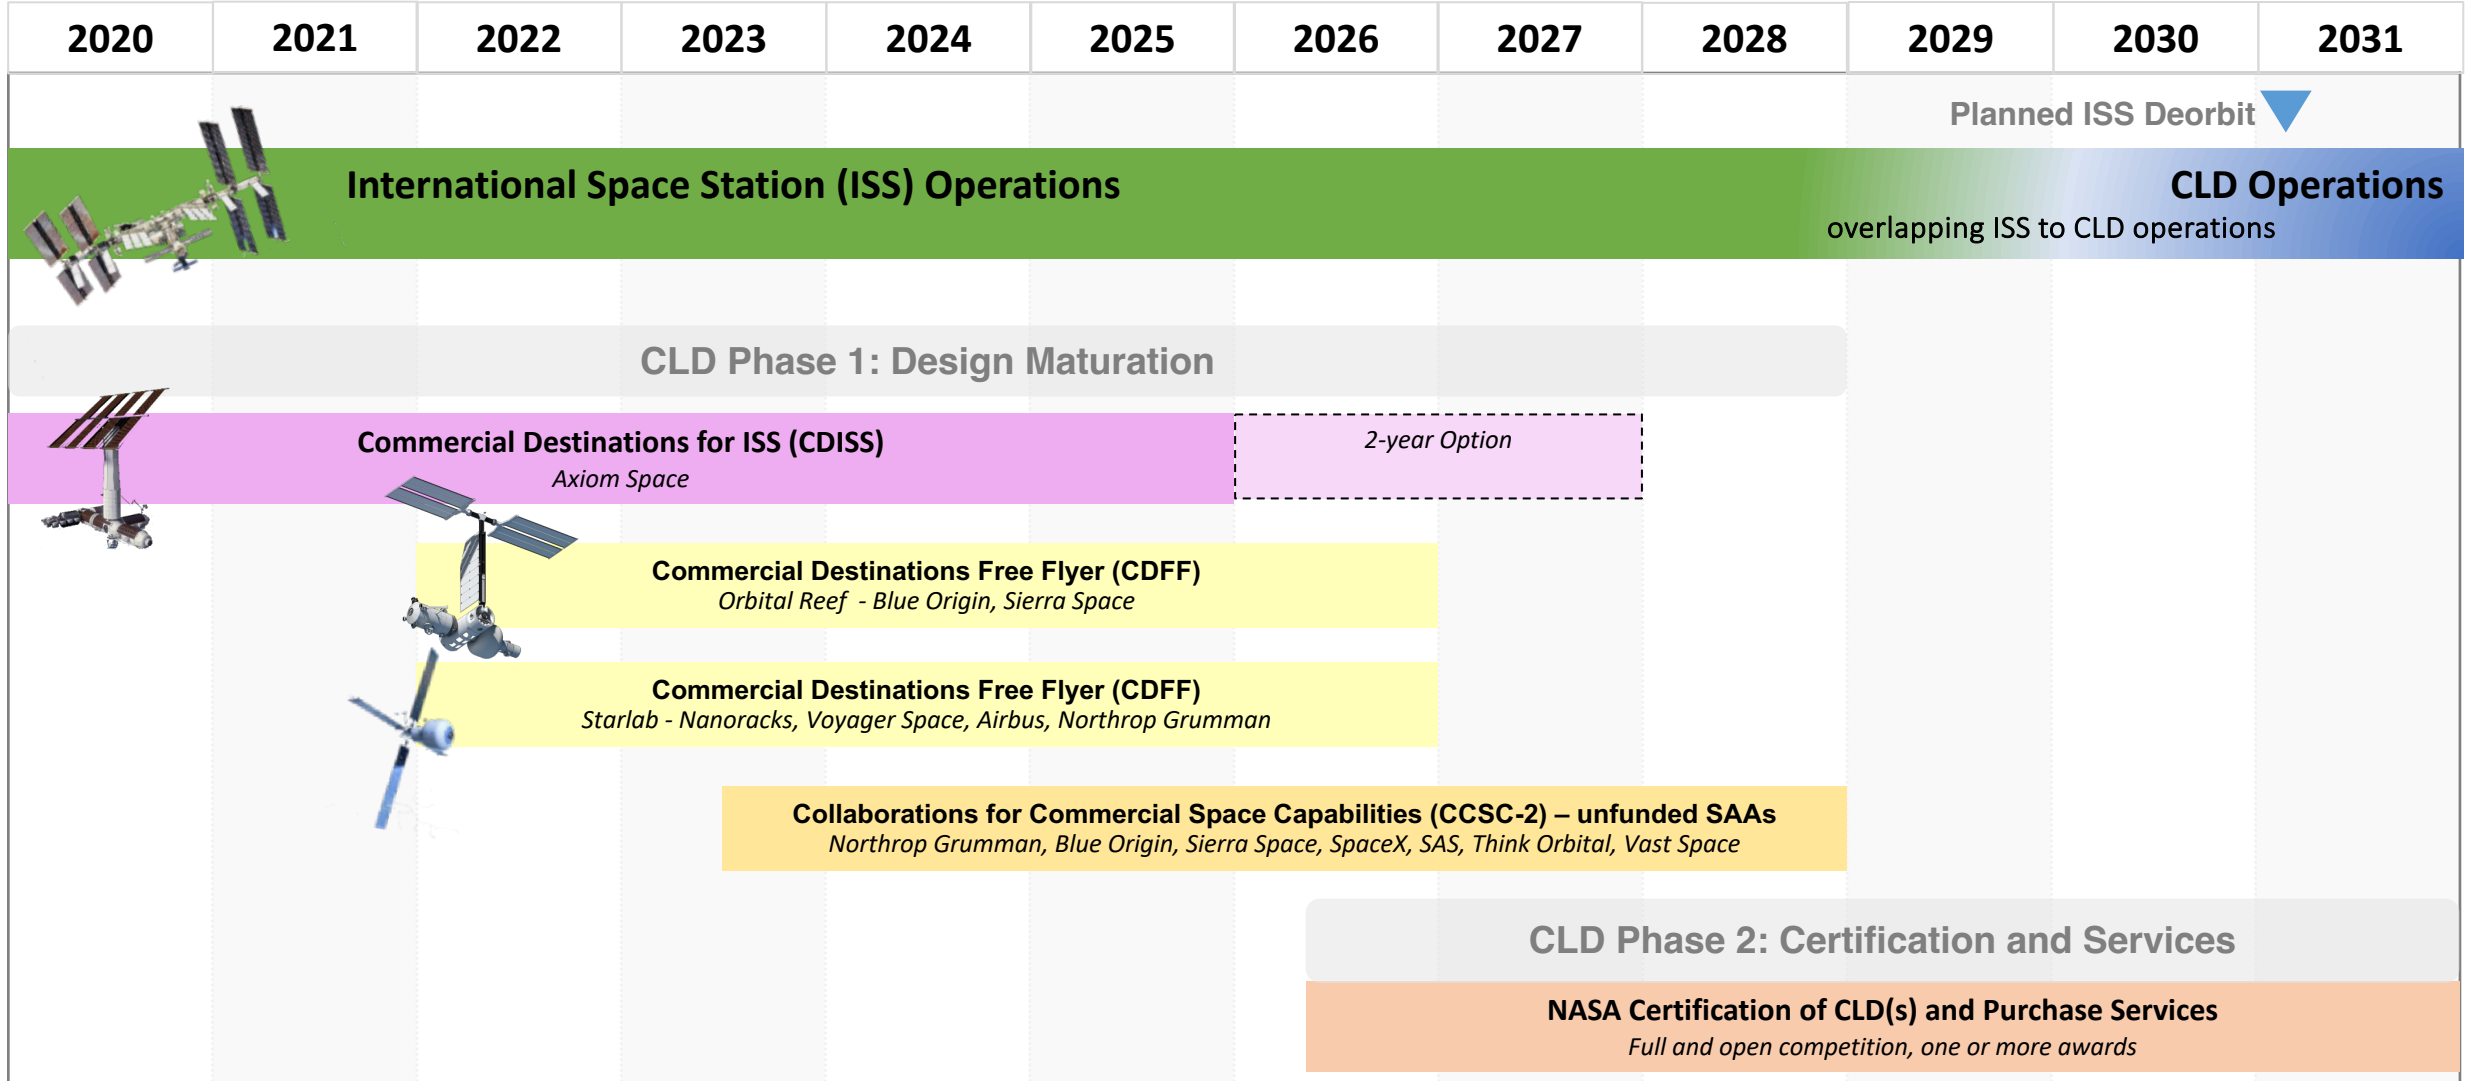 2020 2021 2022 2023 2024 2025 2026 2027 2028 2029 2030 2031
Planned ISS Deorbit
International Space Station (ISS) Operations
CLD Operations
overlapping ISS to CLD operations
CLD Phase 1: Design Maturation
Commercial Destinations for ISS (CDISS)
Axiom Space
2-year Option
Commercial Destinations Free Flyer (CDFF)
Orbital Reef - Blue Origin, Sierra Space
Commercial Destinations Free Flyer (CDFF)
Starlab - Nanoracks, Voyager Space, Airbus, Northrop Grumman
Collaborations for Commercial Space Capabilities (CCSC-2) – unfunded SAAs
Northrop Grumman, Blue Origin, Sierra Space, SpaceX, SAS, Think Orbital, Vast Space
CLD Phase 2: Certification and Services
NASA Certification of CLD(s) and Purchase Services
Full and open competition, one or more awards